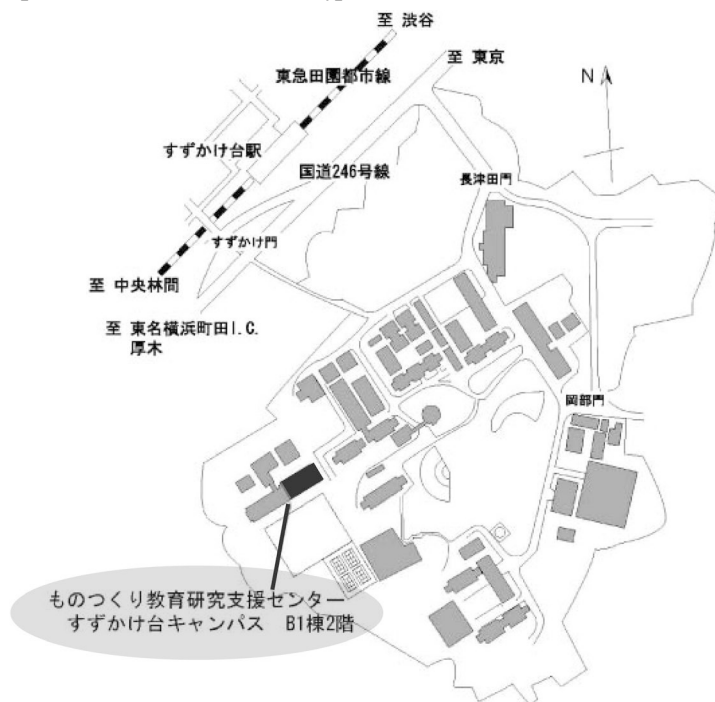 至 渋谷
東急田園都市線
至 東京
N
すずかけ台駅
国道246号線
長津田門
すずかけ門
至 中央林間
至 東名横浜町田I.C.
厚木
岡部門
ものつくり教育研究支援センター
すずかけ台キャンパス B1棟2階